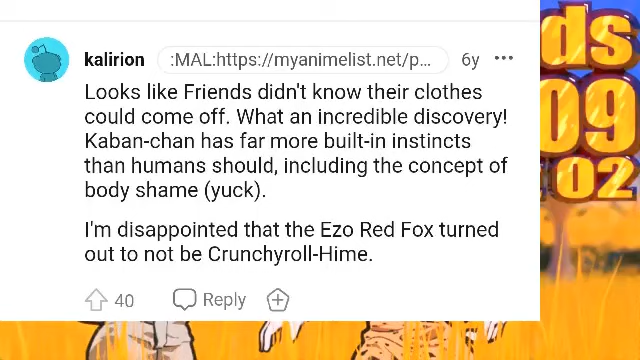 kalirion :MAL:https://myanimelist.net/p... 6y ···
Looks like Friends didn't know their clothes
could come off. What an incredible discovery!
Kaban-chan has far more built-in instincts
than humans should, including the concept of
body shame (yuck).
I'm disappointed that the Ezo Red Fox turned
out to not be Crunchyroll-Hime.
40 Reply
ds
09
02